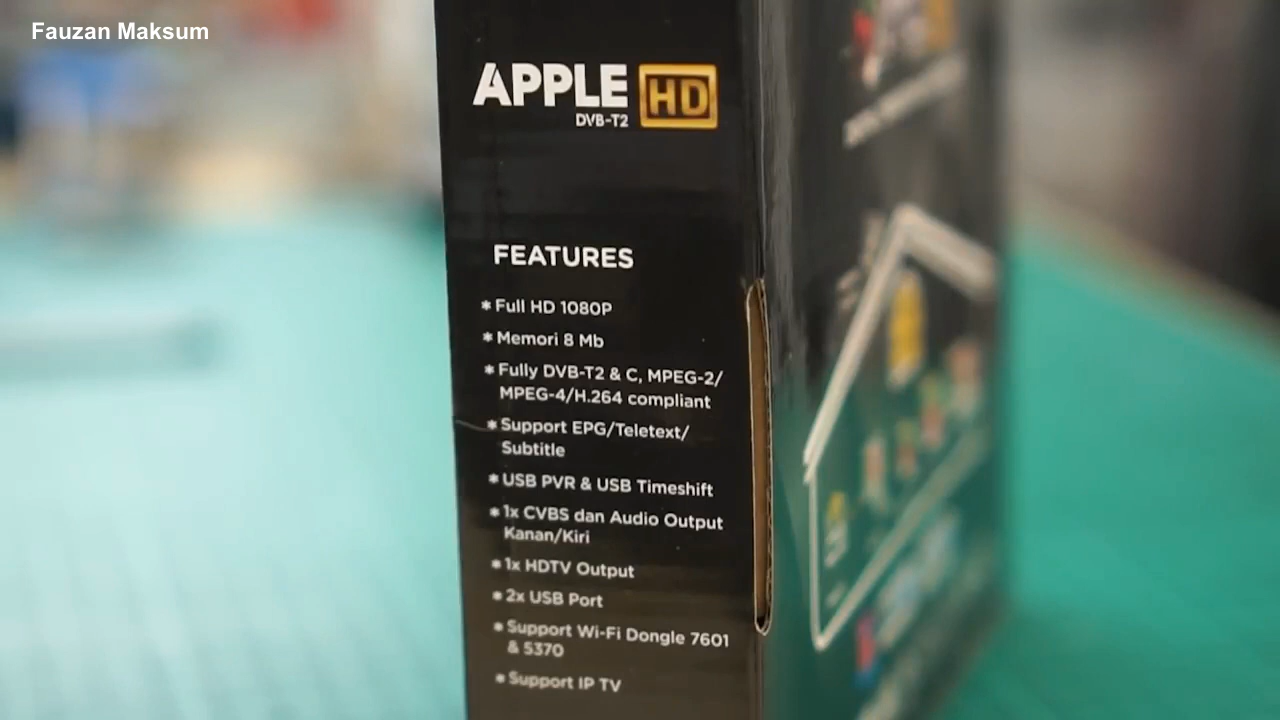 Fauzan Maksum
APPLE HD
DVB-T2
FEATURES
* Full HD 1080P
* Memori 8 Mb
* Fully DVB-T2 & C, MPEG-2/
MPEG-4/H.264 compliant
* Support EPG/Teletext/
Subtitle
* USB PVR & USB Timeshift
* 1x CVBS dan Audio Output
Kanan/Kiri
* 1x HDTV Output
* 2x USB Port
* Support Wi-Fi Dongle 7601
& 5370
* Support IP TV